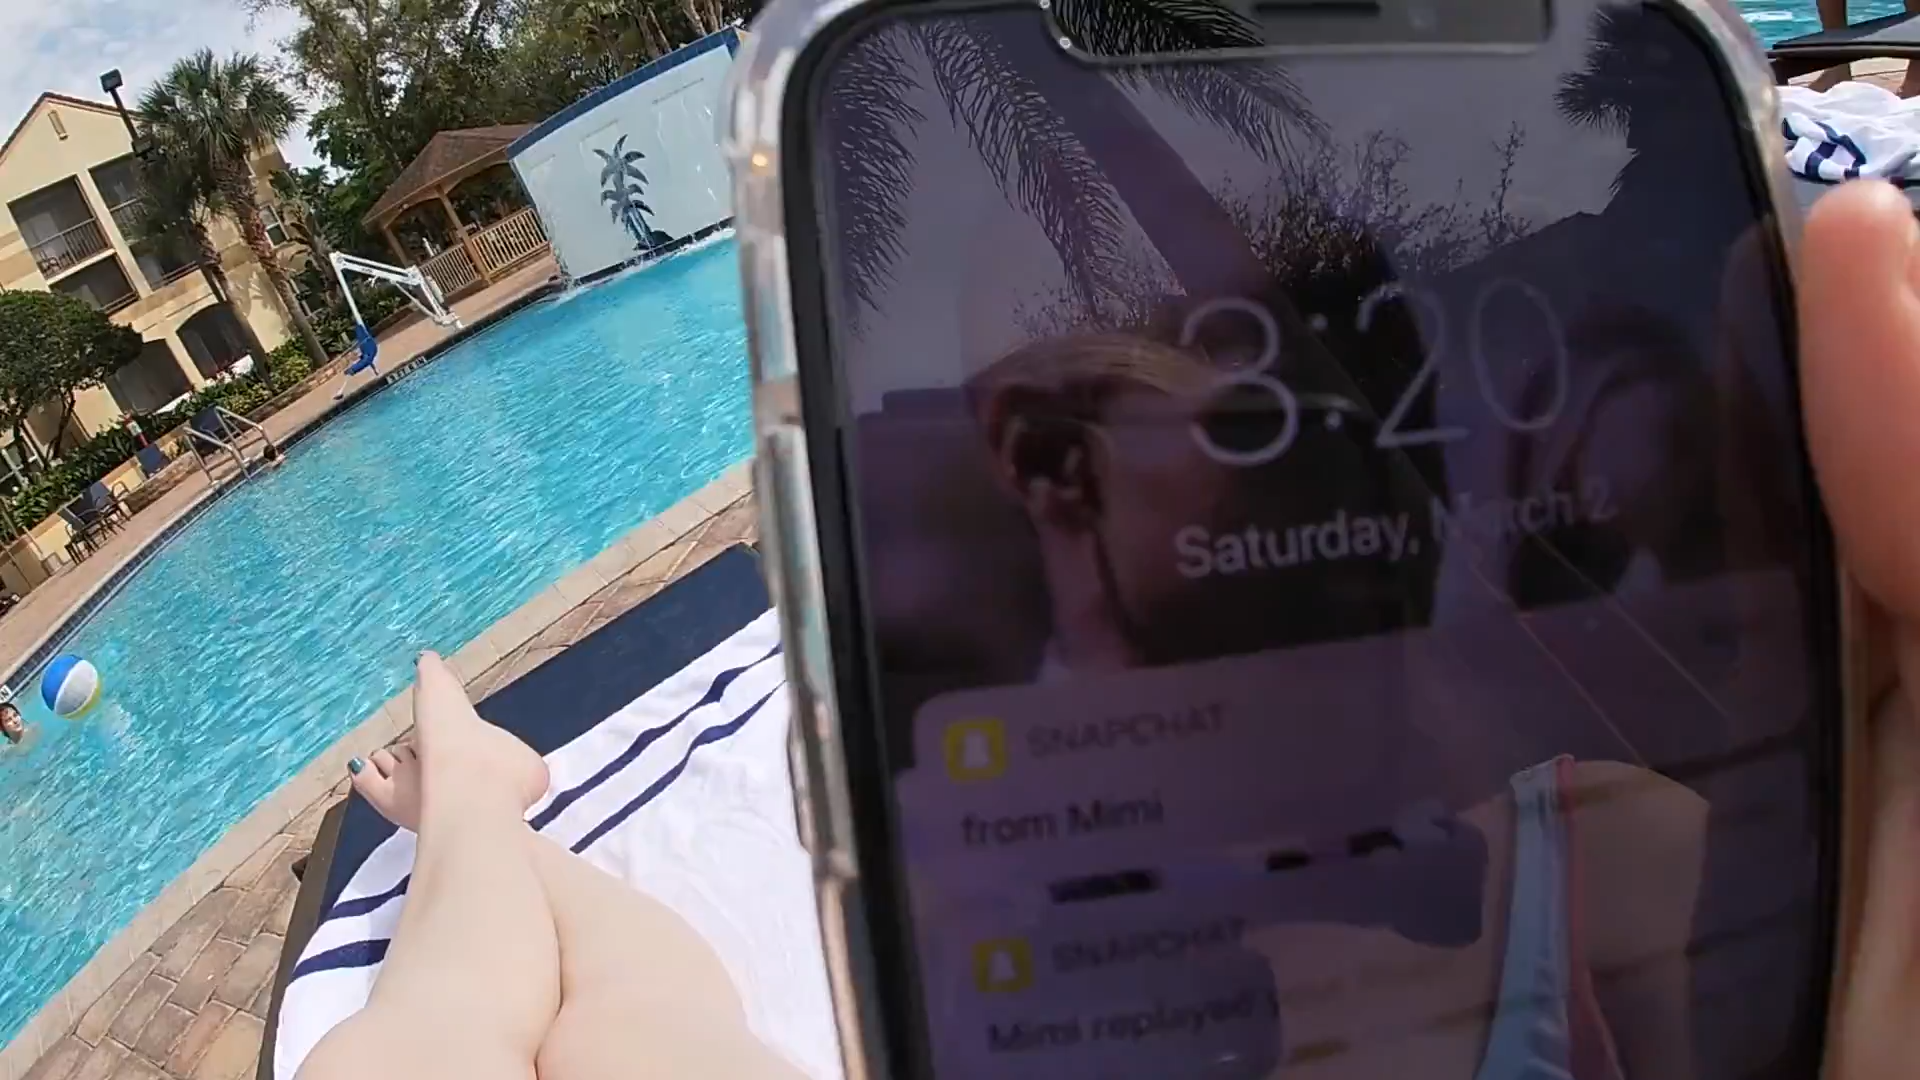 3:20
Saturday, March 2
SNAPCHAT
from Mimi
SNAPCHAT
Mimi replayed